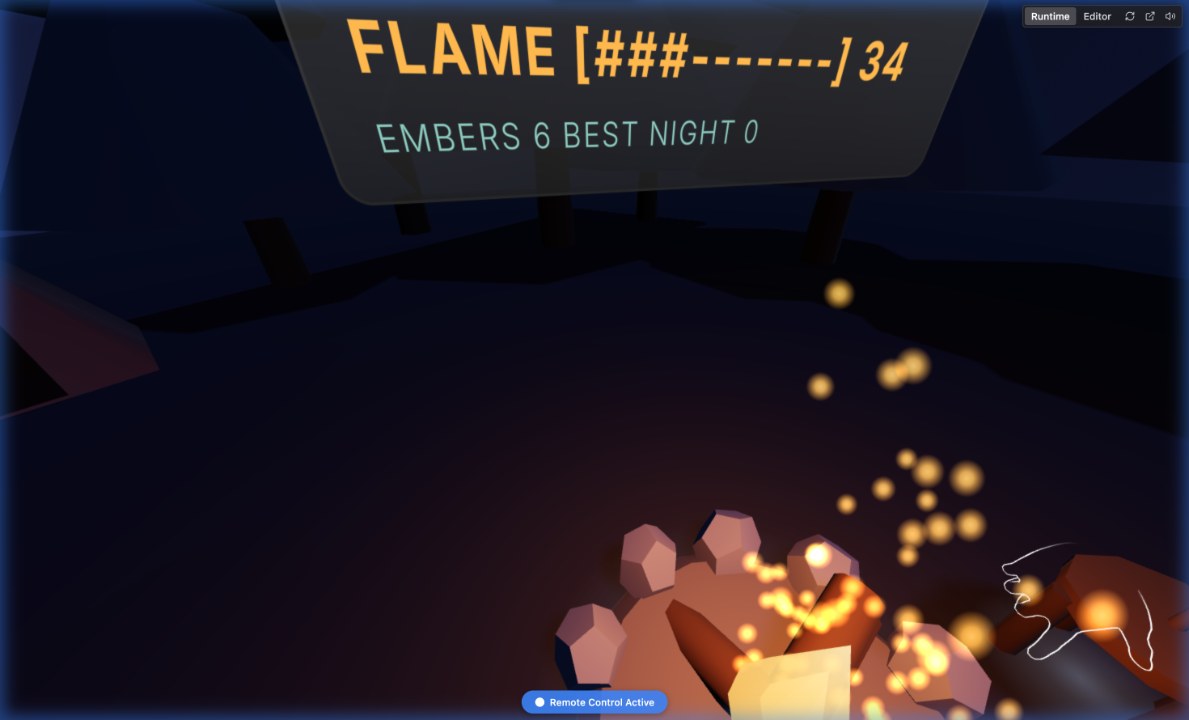 Runtime Editor
FLAME [###-------] 34
EMBERS 6 BEST NIGHT 0
Remote Control Active